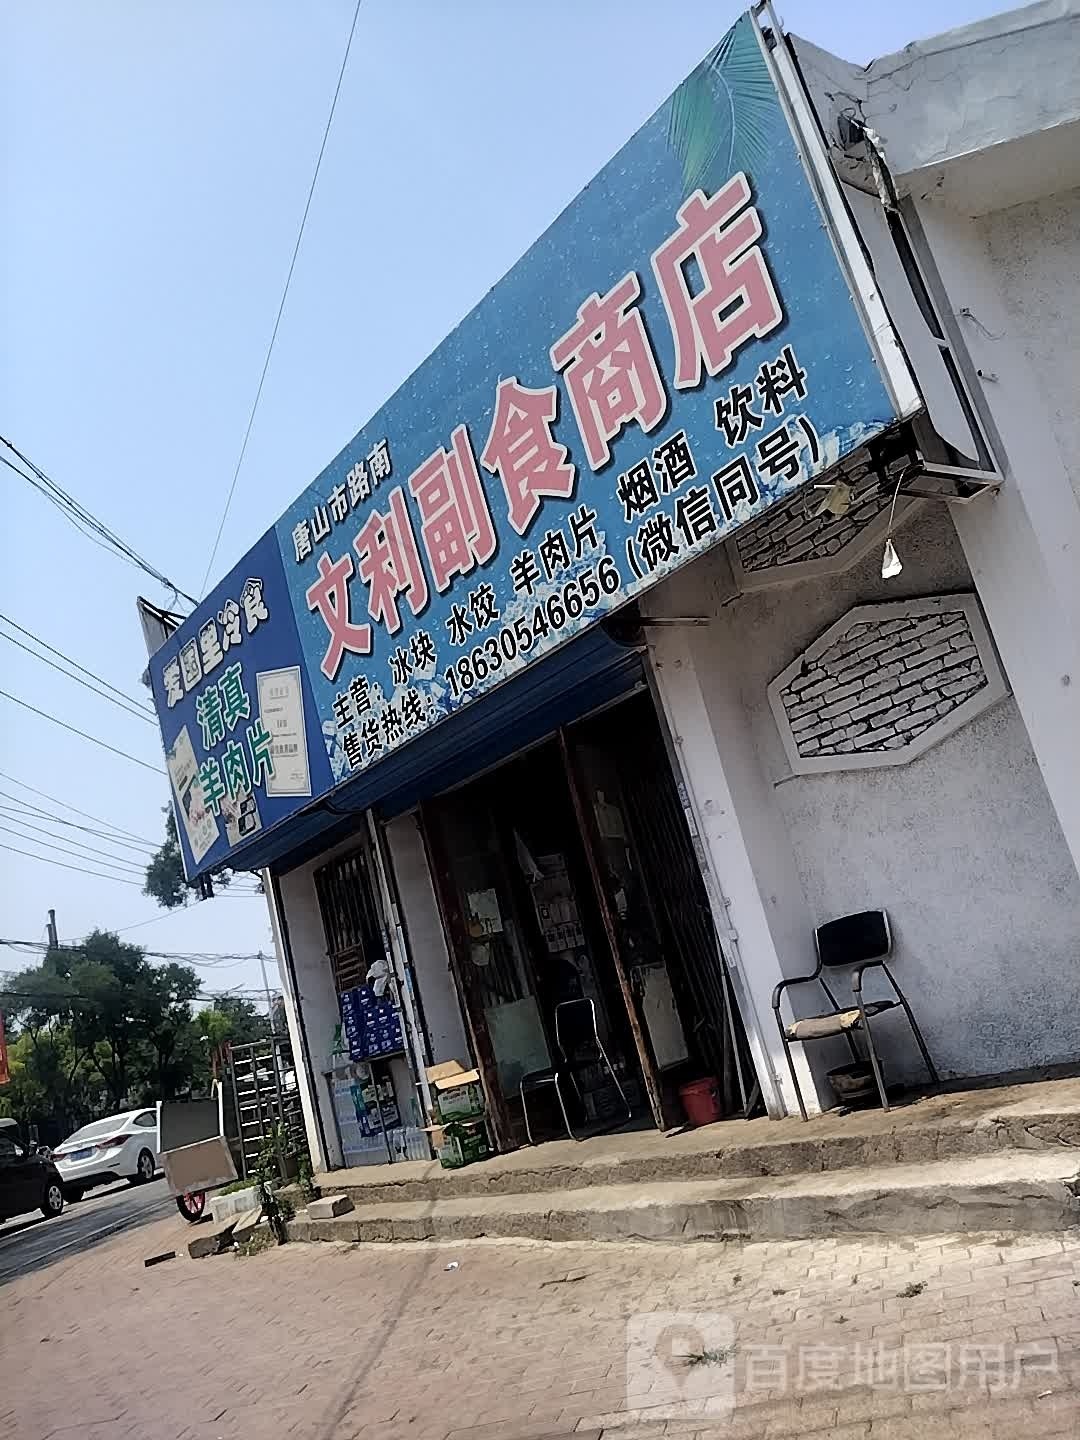 唐山市路南
文利副食商店
主营：冰块 水饺 羊肉片 烟酒 饮料
售货热线：18630546656（微信同号）
清真
羊肉片
百度地图用户